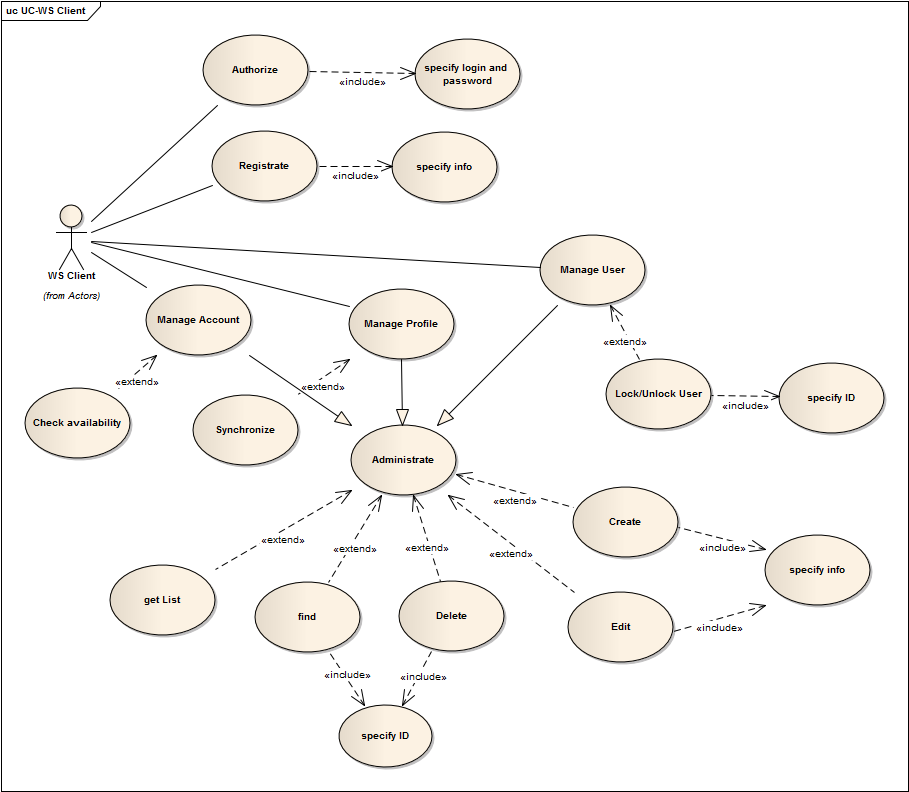 uc UC-WS Client
Authorize
«include»
specify login and
password
Registrate
«include»
specify info
WS Client
(from Actors)
Manage User
Manage Account
Manage Profile
«extend»
«extend»
«extend»
Check availability
Synchronize
Lock/Unlock User
«include»
specify ID
Administrate
«extend»
Create
«extend»
«extend»
«extend»
«extend»
«include»
specify info
get List
find
Delete
Edit
«include»
«include»
«include»
specify ID